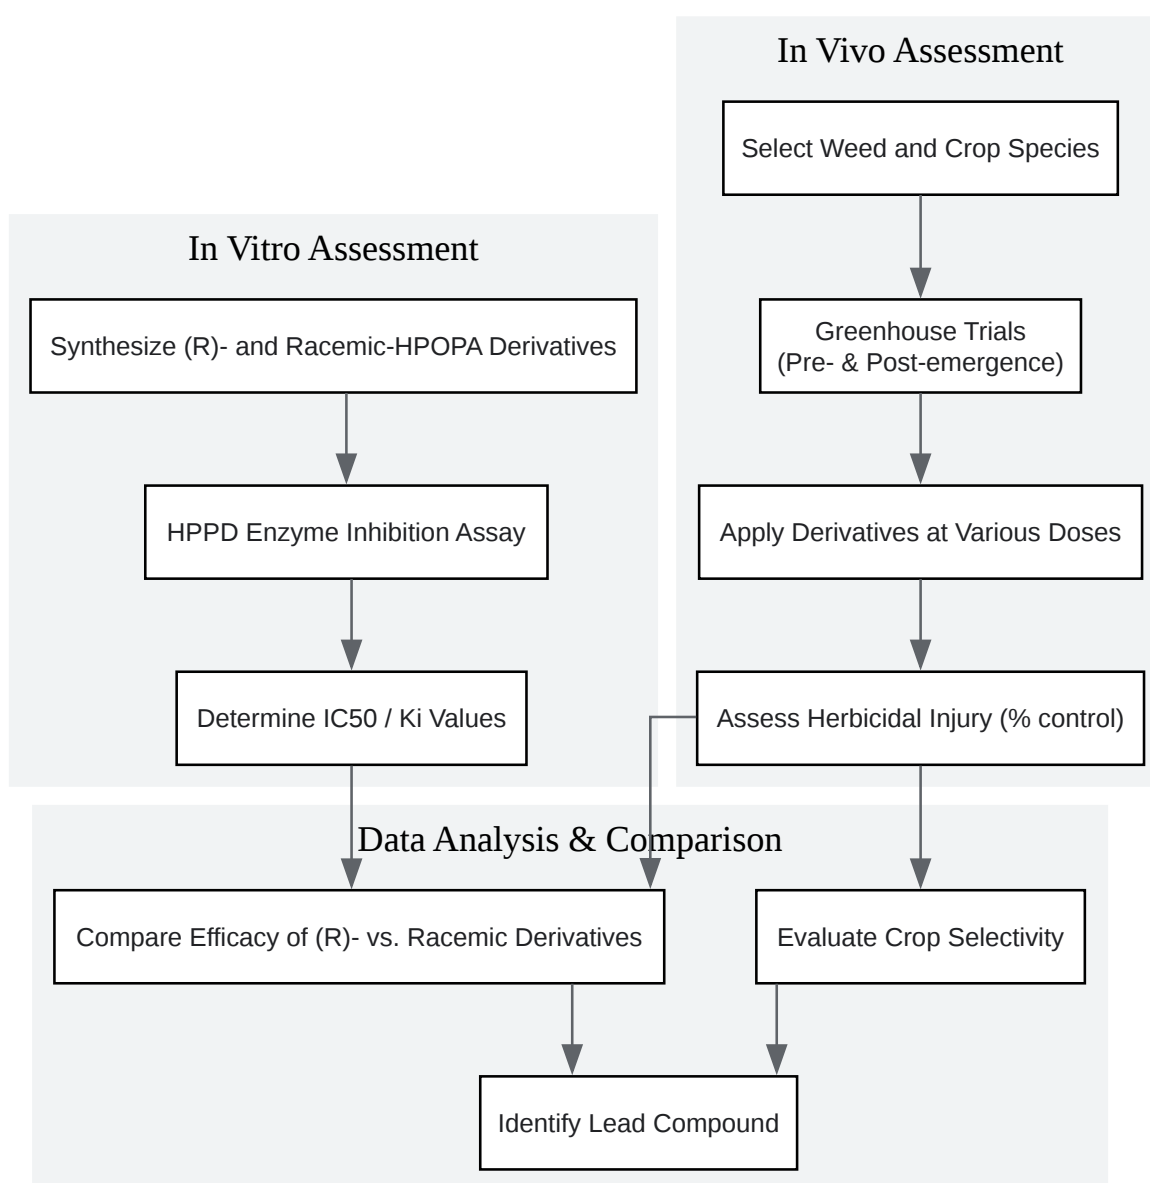 In Vivo Assessment
Select Weed and Crop Species
Greenhouse Trials
(Pre- & Post-emergence)
Apply Derivatives at Various Doses
Assess Herbicidal Injury (% control)
In Vitro Assessment
Synthesize (R)- and Racemic-HPOPA Derivatives
HPPD Enzyme Inhibition Assay
Determine IC50 / Ki Values
Data Analysis & Comparison
Compare Efficacy of (R)- vs. Racemic Derivatives
Evaluate Crop Selectivity
Identify Lead Compound